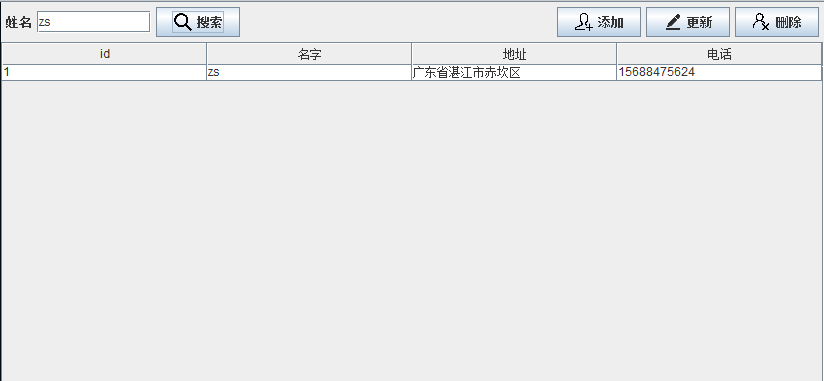 姓名 zs 搜索 添加 更新 删除
id 名字 地址 电话
1 zs 广东省湛江市赤坎区 15688475624